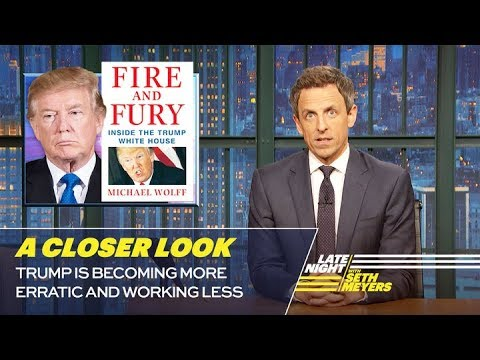 FIRE
AND
FURY
INSIDE THE TRUMP
WHITE HOUSE
MICHAEL WOLFF
A CLOSER LOOK
TRUMP IS BECOMING MORE
ERRATIC AND WORKING LESS
LATE
NIGHT
WITH
SETH
MEYERS